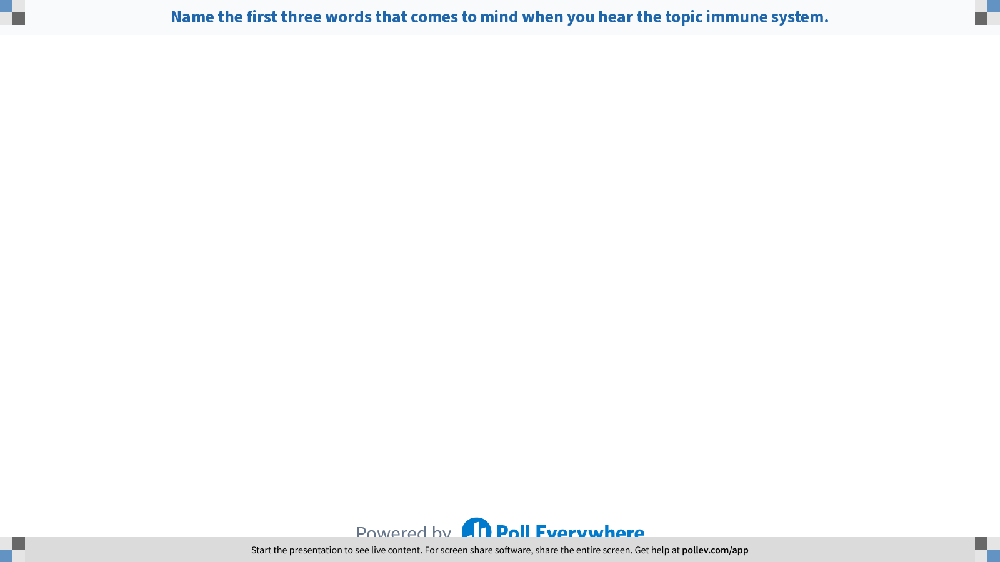 Name the first three words that comes to mind when you hear the topic immune system.
Powered by Poll Everywhere
Start the presentation to see live content. For screen share software, share the entire screen. Get help at pollev.com/app